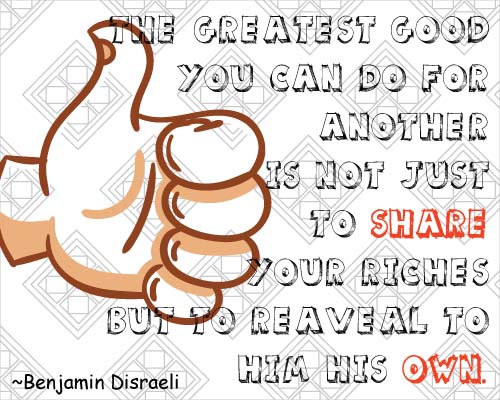 THE GREATEST GOOD
YOU CAN DO FOR
ANOTHER
IS NOT JUST
TO SHARE
YOUR RICHES
BUT TO REAVEAL TO
HIM HIS OWN.
~Benjamin Disraeli